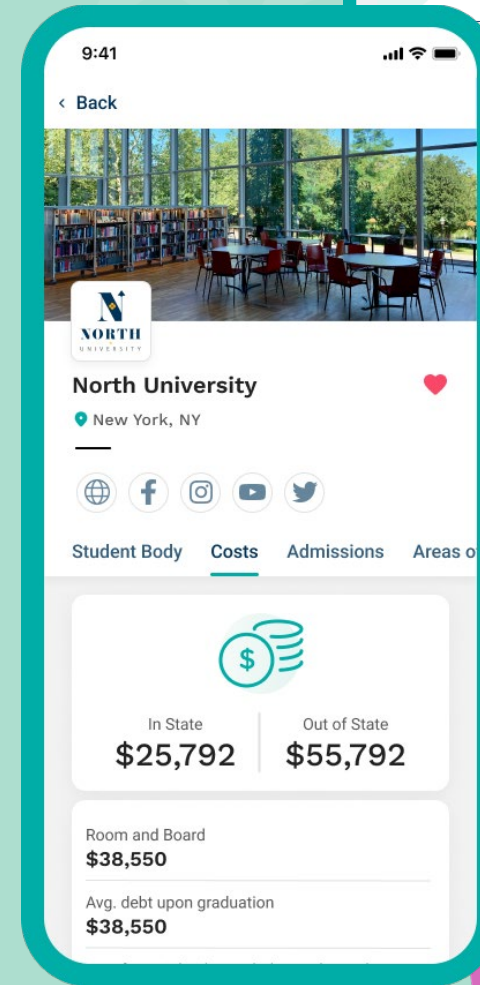 9:41
< Back
N
NORTH
UNIVERSITY
North University
New York, NY
Student Body Costs Admissions Areas o
$
In State Out of State
$25,792 $55,792
Room and Board
$38,550
Avg. debt upon graduation
$38,550